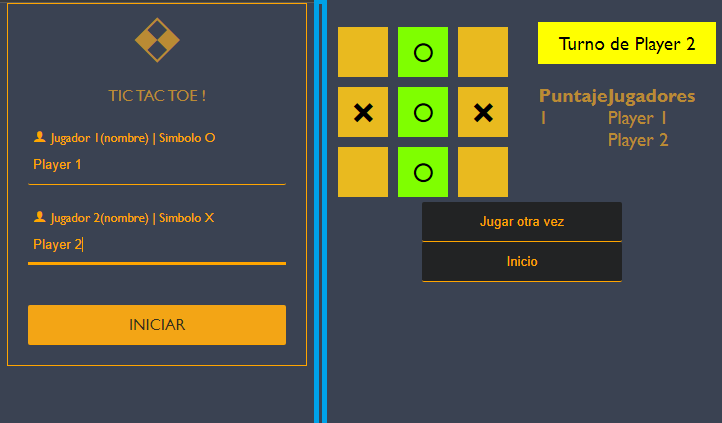 TIC TAC TOE !
Jugador 1(nombre) | Simbolo O
Player 1
Jugador 2(nombre) | Simbolo X
Player 2
INICIAR
O
X O X
O
Turno de Player 2
PuntajeJugadores
1 Player 1
Player 2
Jugar otra vez
Inicio